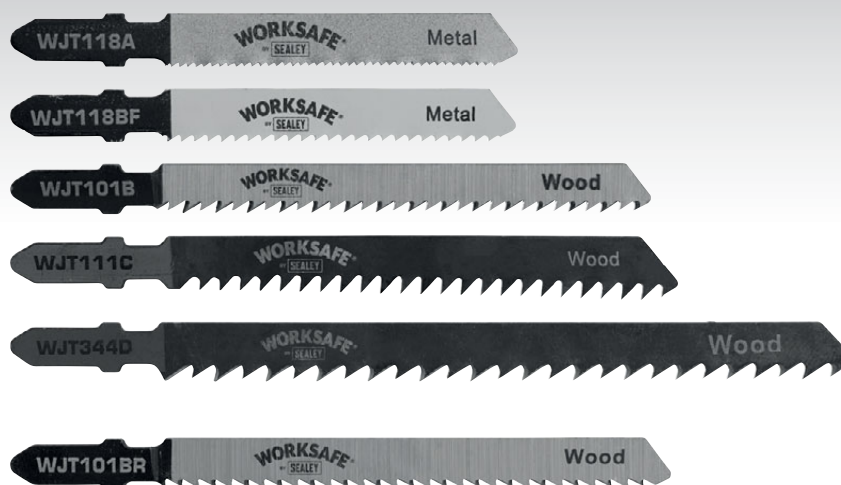 WJT118A WORKSAFE® BY SEALEY Metal
WJT118BF WORKSAFE® BY SEALEY Metal
WJT101B WORKSAFE® BY SEALEY Wood
WJT111C WORKSAFE® BY SEALEY Wood
WJT344D WORKSAFE® BY SEALEY Wood
WJT101BR WORKSAFE® BY SEALEY Wood